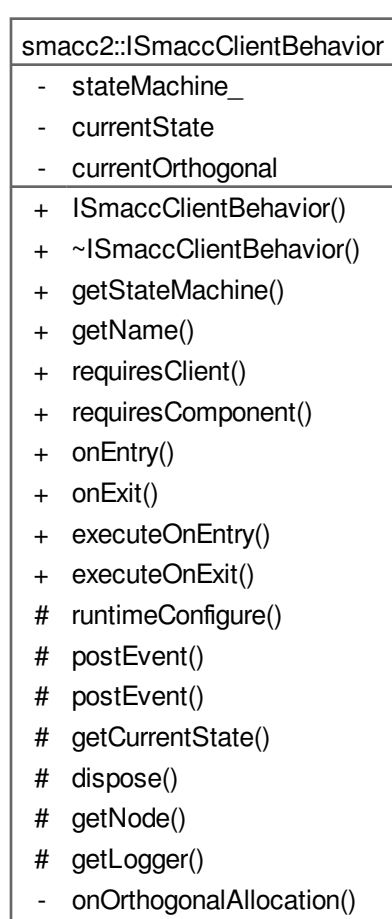 smacc2::ISmaccClientBehavior
- stateMachine_
- currentState
- currentOrthogonal
+ ISmaccClientBehavior()
+ ~ISmaccClientBehavior()
+ getStateMachine()
+ getName()
+ requiresClient()
+ requiresComponent()
+ onEntry()
+ onExit()
+ executeOnEntry()
+ executeOnExit()
# runtimeConfigure()
# postEvent()
# postEvent()
# getCurrentState()
# dispose()
# getNode()
# getLogger()
- onOrthogonalAllocation()